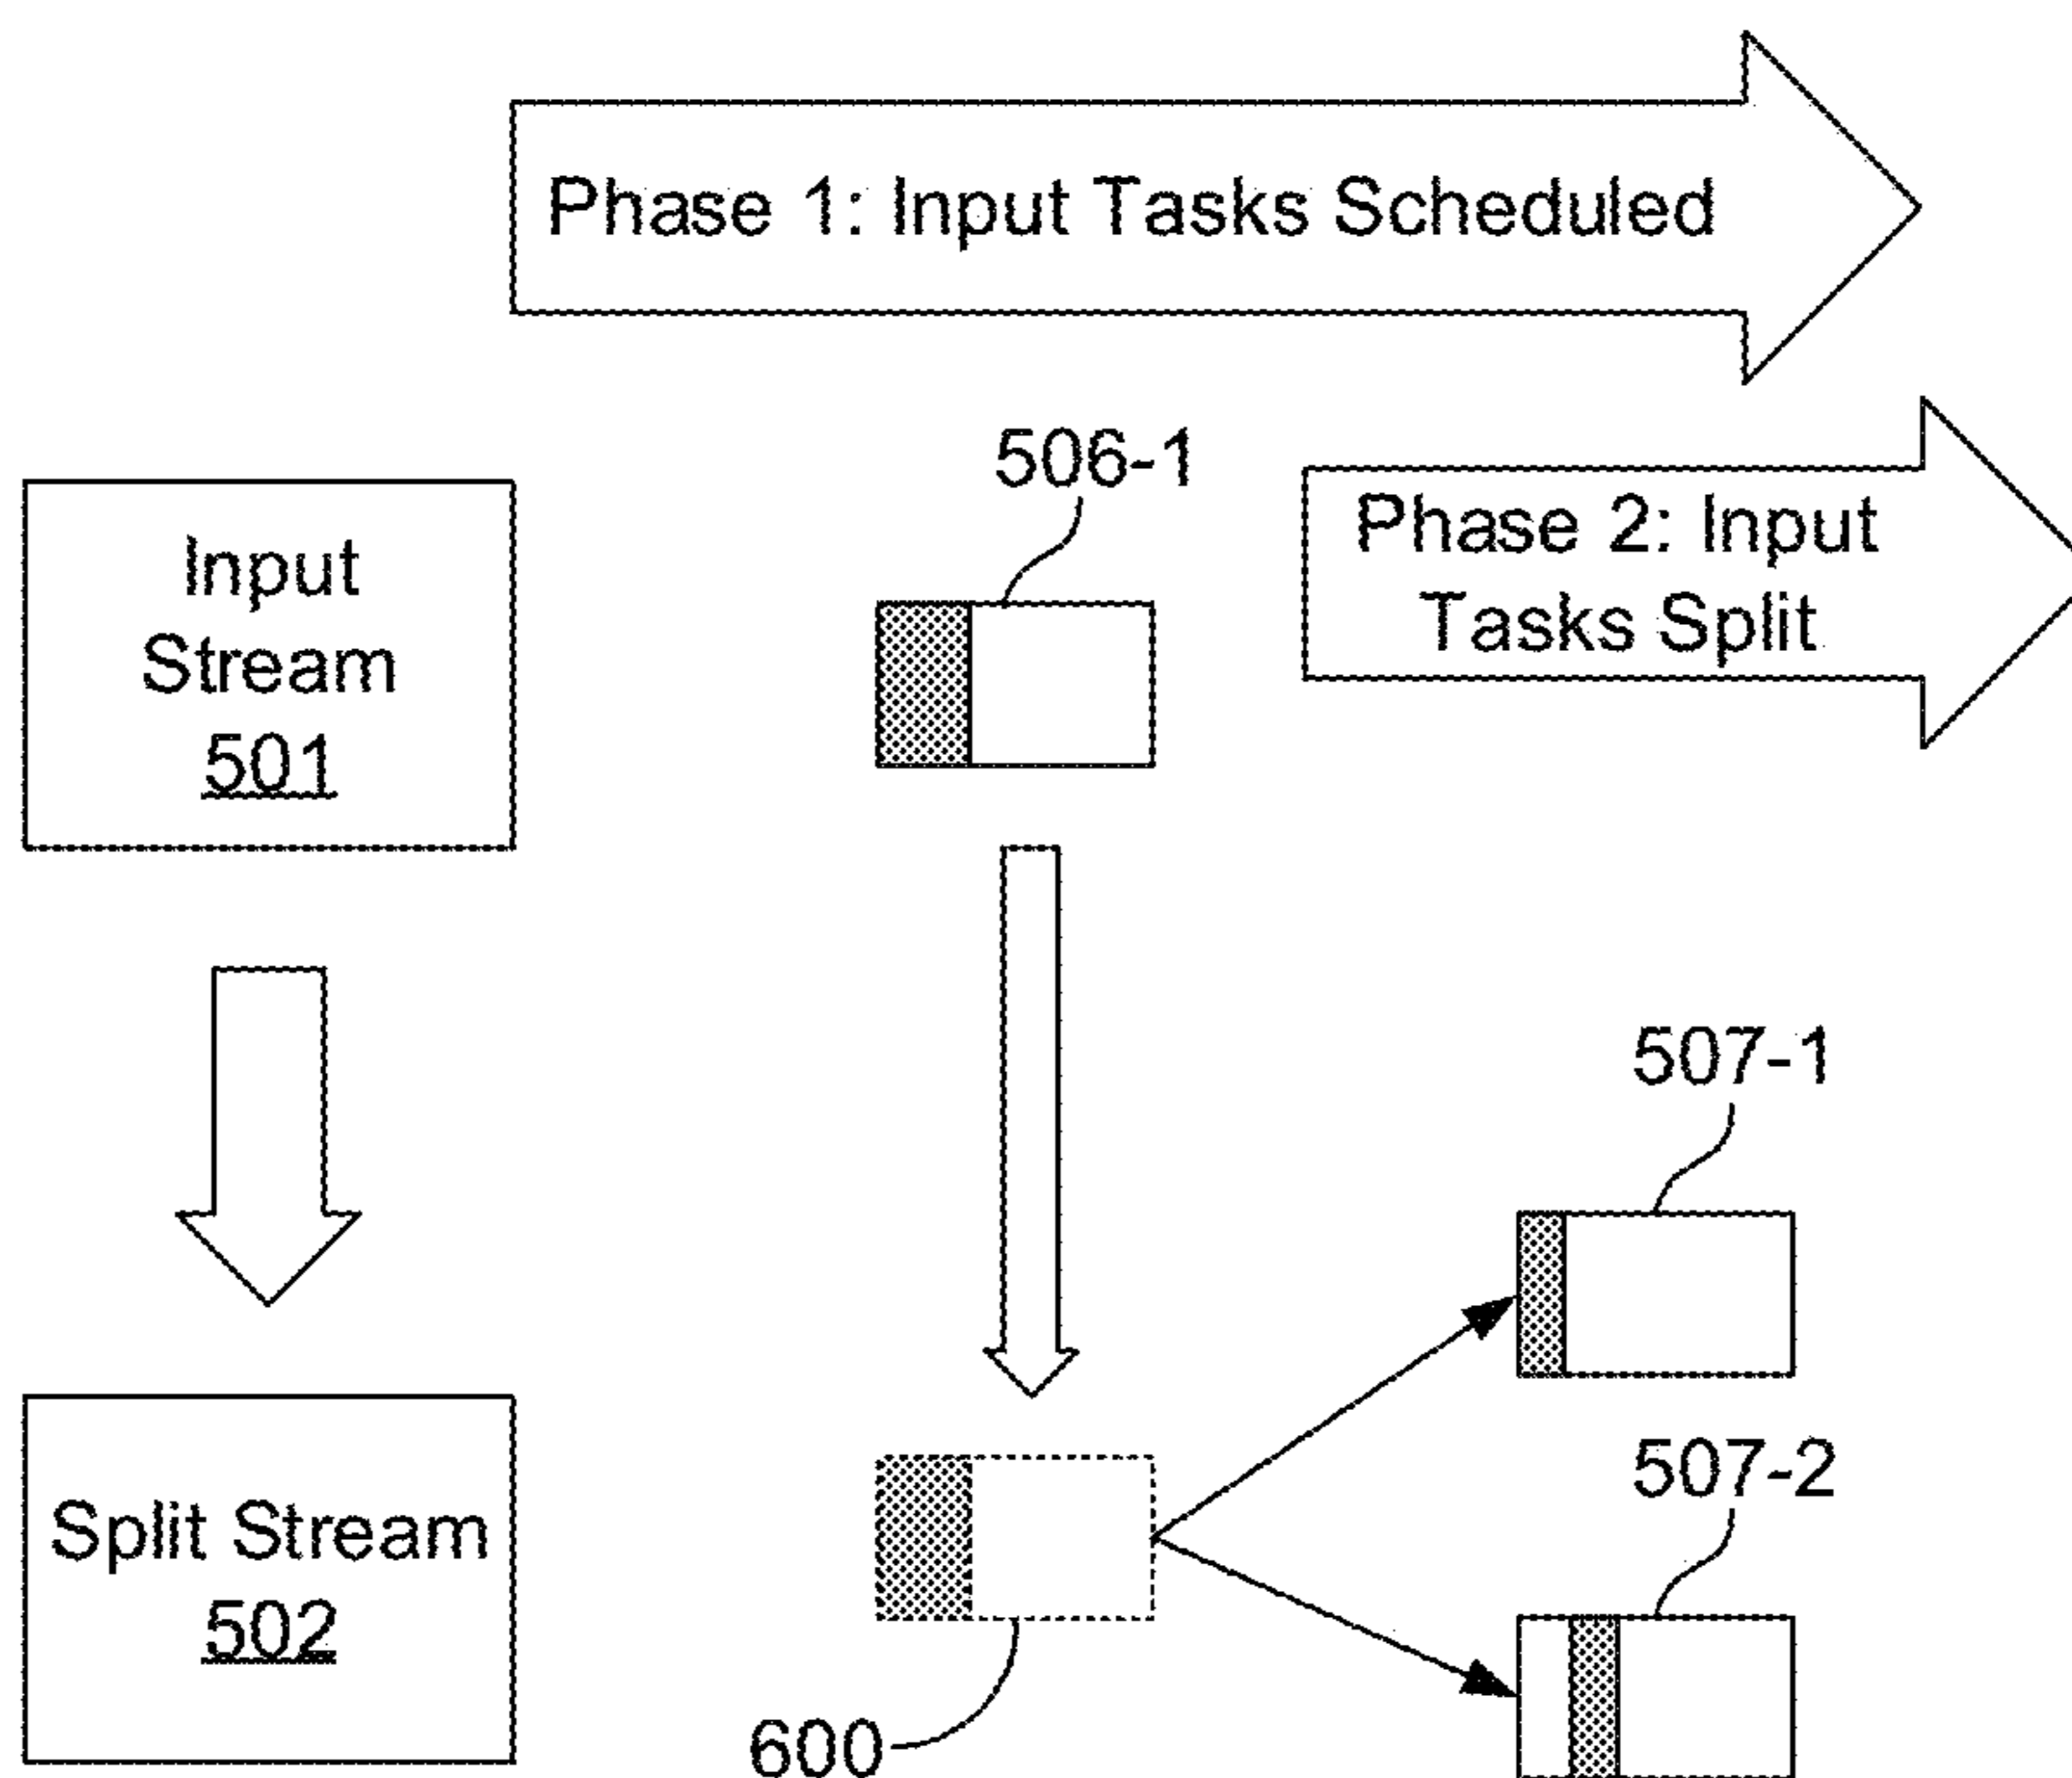 Phase 1: Input Tasks Scheduled
506-1
Phase 2: Input
Tasks Split
Input
Stream
501
507-1
507-2
Split Stream
502
600